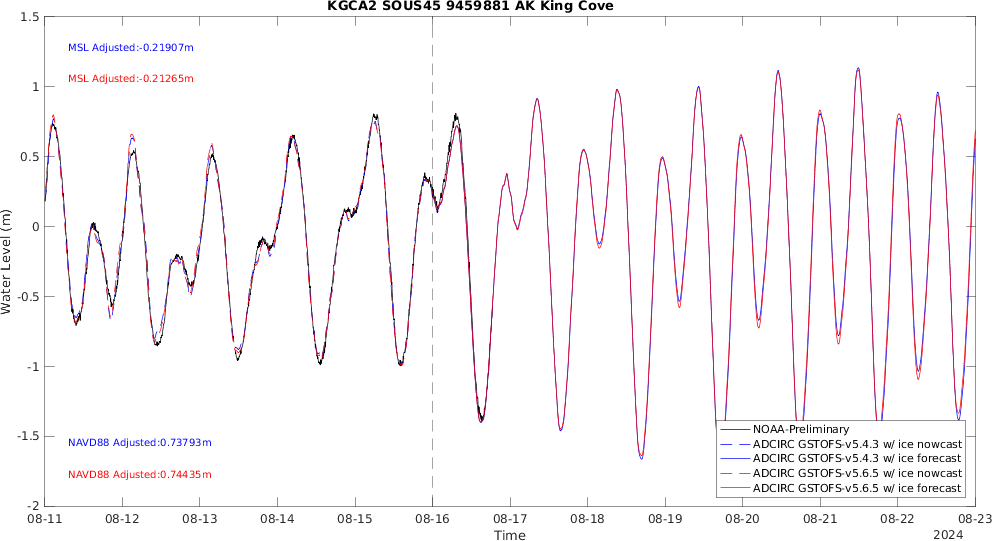 KGCA2 SOUS45 9459881 AK King Cove
MSL Adjusted:-0.21907m
MSL Adjusted:-0.21265m
NAVD88 Adjusted:0.73793m
NAVD88 Adjusted:0.74435m
Water Level (m)
1.5
1
0.5
0
-0.5
-1
-1.5
-2
NOAA-Preliminary
ADCIRC GSTOFS-v5.4.3 w/ ice nowcast
ADCIRC GSTOFS-v5.4.3 w/ ice forecast
ADCIRC GSTOFS-v5.6.5 w/ ice nowcast
ADCIRC GSTOFS-v5.6.5 w/ ice forecast
08-11 08-12 08-13 08-14 08-15 08-16 08-17 08-18 08-19 08-20 08-21 08-22 08-23
Time
2024